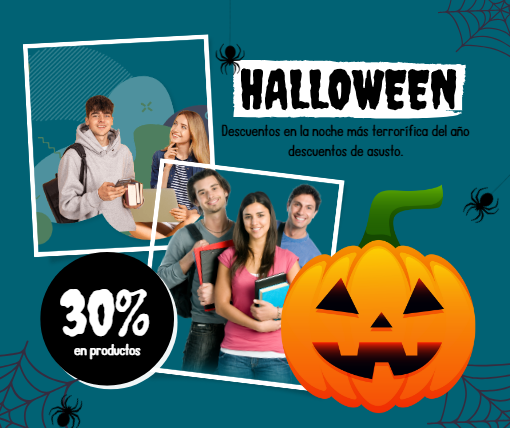 HALLOWEEN
Descuentos en la noche más terrorífica del año
descuentos de asusto.
30%
en productos